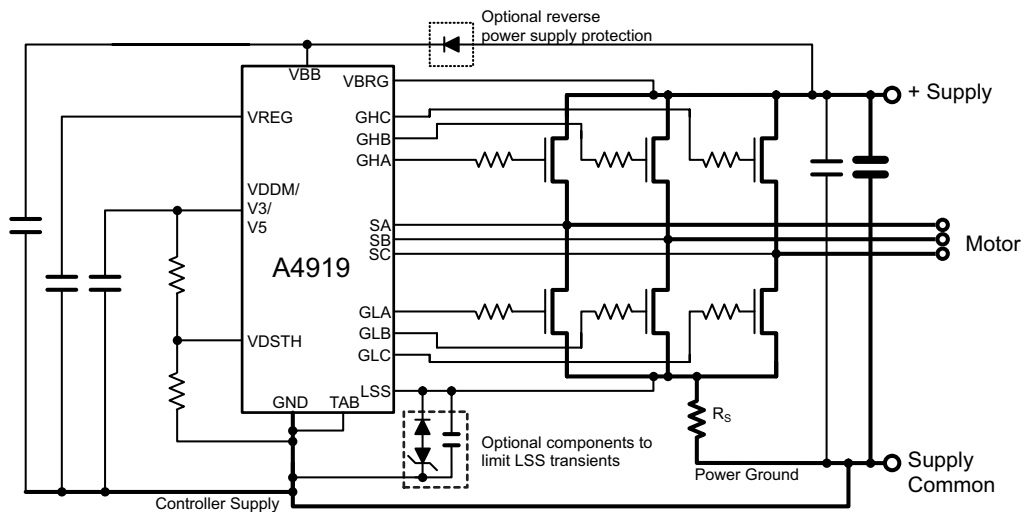 Optional reverse
power supply protection
VBB
VBRG
+ Supply
VREG
GHC
GHB
GHA
VDDM/
V3/
V5
SA
SB
SC
Motor
A4919
GLA
GLB
GLC
VDSTH
LSS
GND
TAB
RS
Optional components to
limit LSS transients
Power Ground
Supply
Common
Controller Supply